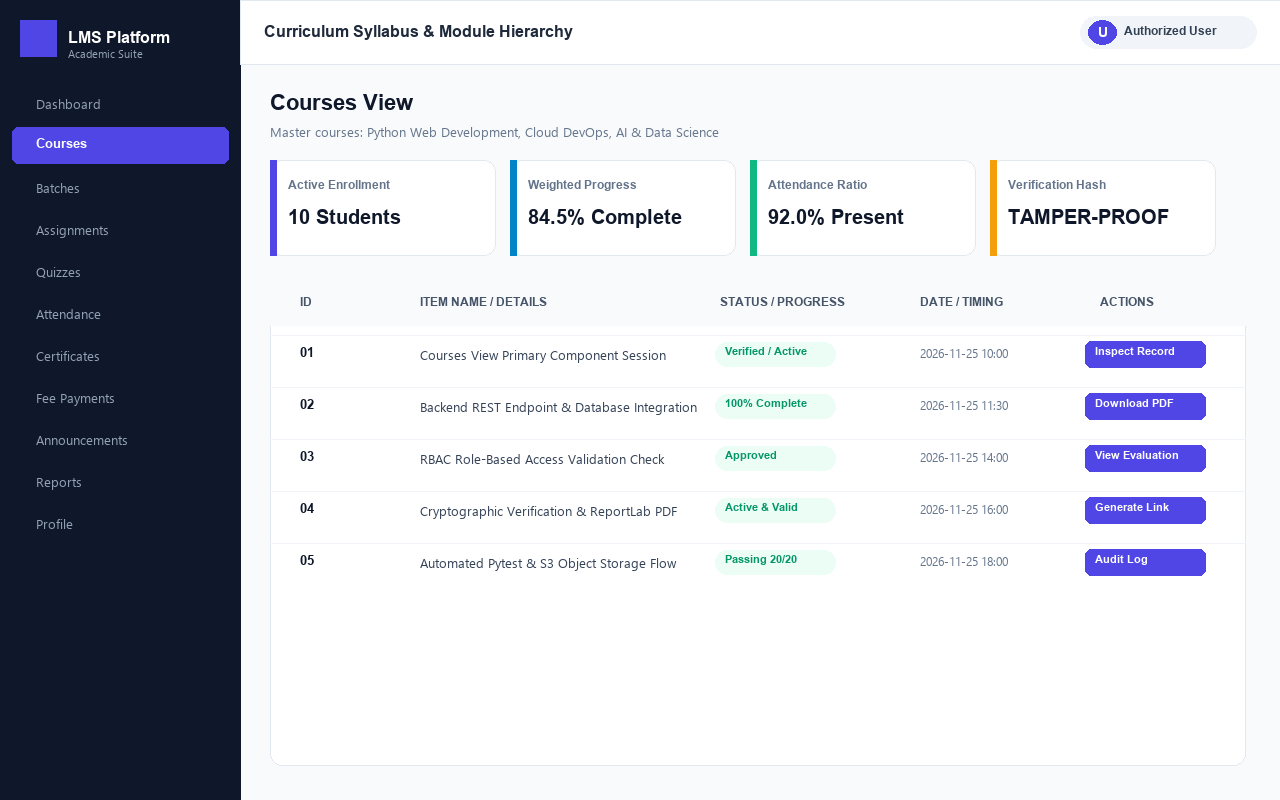 LMS Platform
Academic Suite
Dashboard
Courses
Batches
Assignments
Quizzes
Attendance
Certificates
Fee Payments
Announcements
Reports
Profile
Curriculum Syllabus & Module Hierarchy
U Authorized User
Courses View
Master courses: Python Web Development, Cloud DevOps, AI & Data Science
Active Enrollment
10 Students
Weighted Progress
84.5% Complete
Attendance Ratio
92.0% Present
Verification Hash
TAMPER-PROOF
ID ITEM NAME / DETAILS STATUS / PROGRESS DATE / TIMING ACTIONS
01 Courses View Primary Component Session Verified / Active 2026-11-25 10:00 Inspect Record
02 Backend REST Endpoint & Database Integration 100% Complete 2026-11-25 11:30 Download PDF
03 RBAC Role-Based Access Validation Check Approved 2026-11-25 14:00 View Evaluation
04 Cryptographic Verification & ReportLab PDF Active & Valid 2026-11-25 16:00 Generate Link
05 Automated Pytest & S3 Object Storage Flow Passing 20/20 2026-11-25 18:00 Audit Log